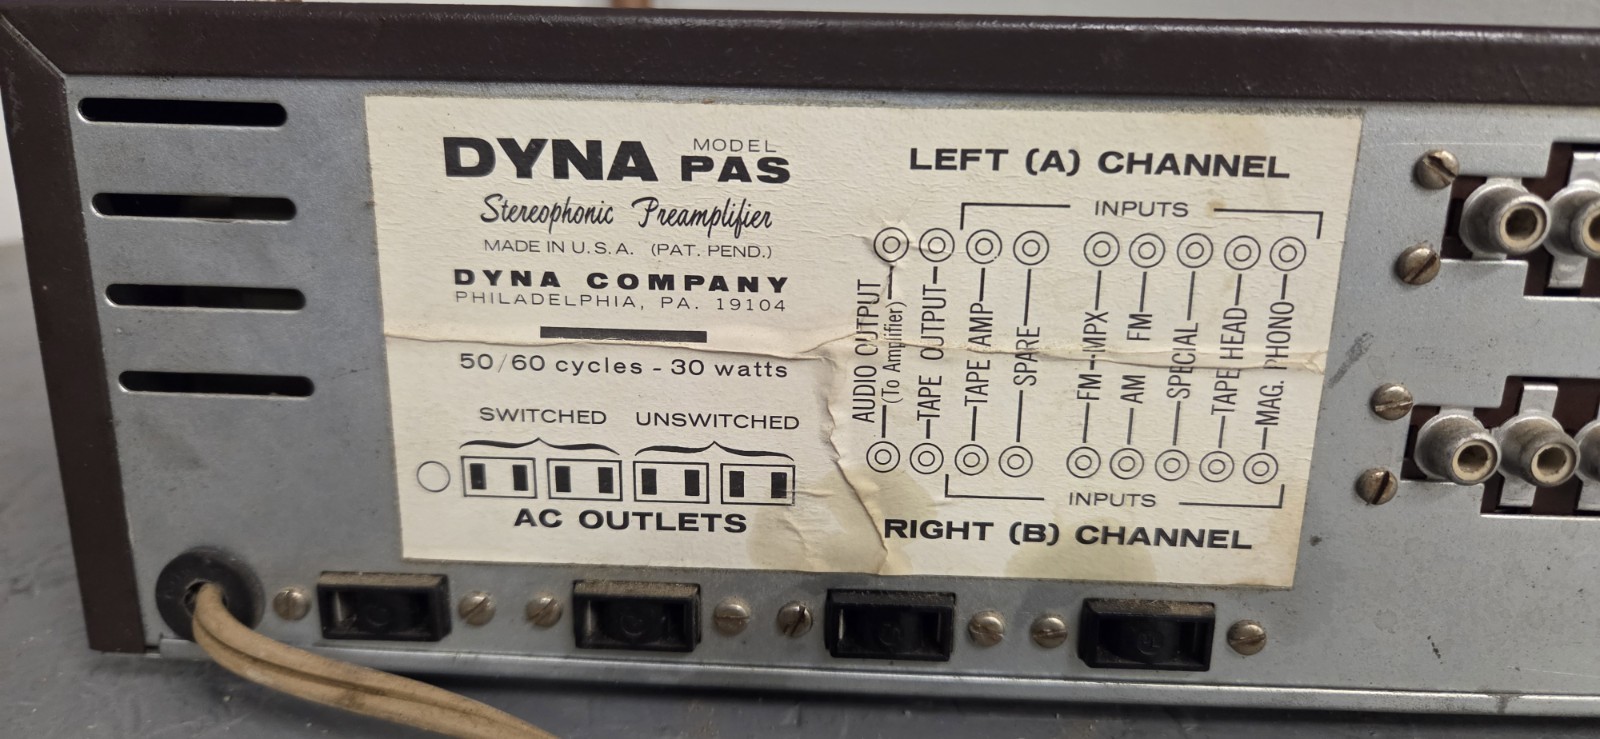 DYNA MODEL PAS
Stereophonic Preamplifier
MADE IN U.S.A. (PAT. PEND.)
DYNA COMPANY
PHILADELPHIA, PA. 19104
50/60 cycles - 30 watts
SWITCHED UNSWITCHED
AC OUTLETS
LEFT (A) CHANNEL
INPUTS
AUDIO OUTPUT
(To Amplifier)
TAPE OUTPUT
TAPE AMP
SPARE
FM-MPX
AM FM
SPECIAL
TAPE HEAD
MAG. PHONO
INPUTS
RIGHT (B) CHANNEL